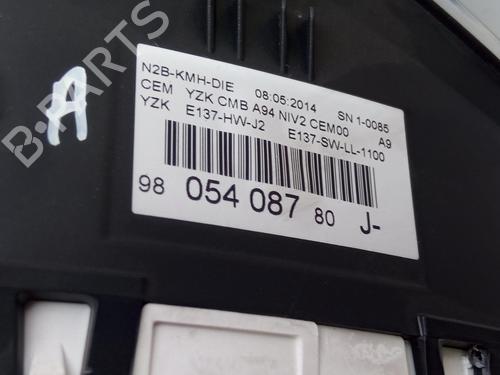 B-PARTS
A
N2B-KMH-DIE 08:05:2014 SN 1-0085
CEM YZK CMB A94 NIV2 CEM00 A9
YZK E137-HW-J2 E137-SW-LL-1100
98 054 087 80 J-